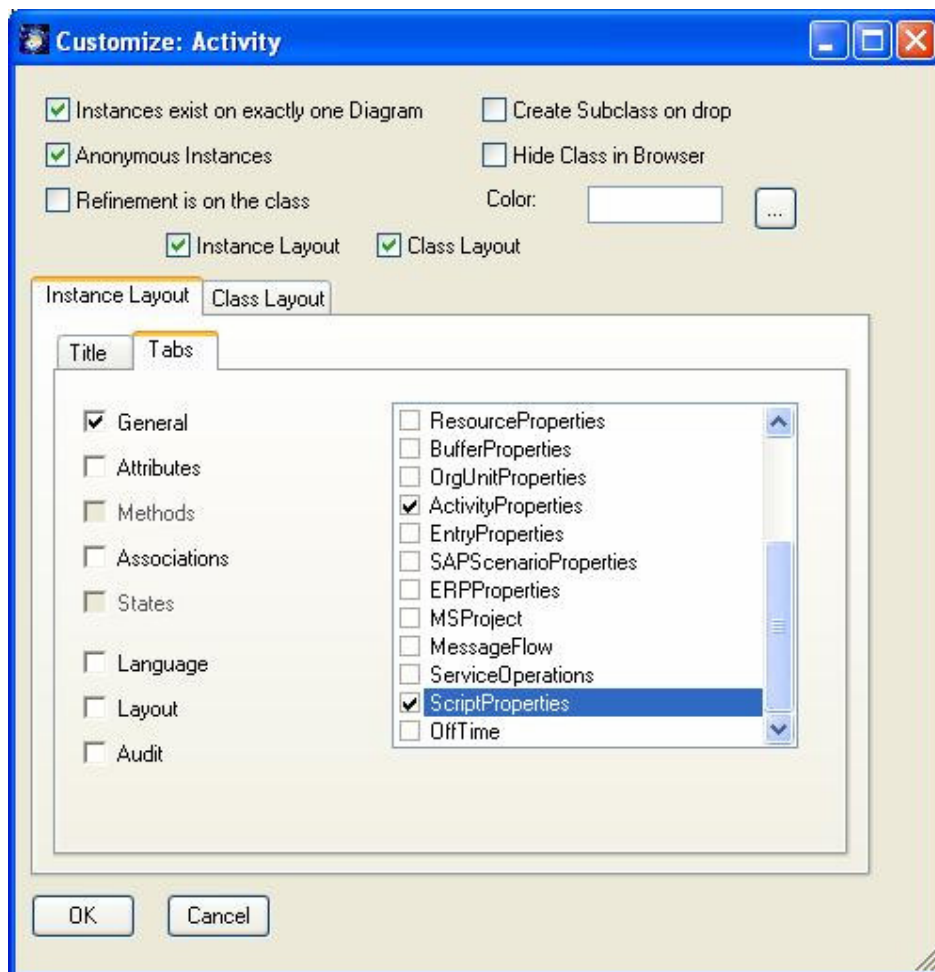 Customize: Activity
Instances exist on exactly one Diagram
Create Subclass on drop
Anonymous Instances
Hide Class in Browser
Refinement is on the class
Color:
...
Instance Layout
Class Layout
Instance Layout
Class Layout
Title
Tabs
General
Attributes
Methods
Associations
States
Language
Layout
Audit
ResourceProperties
BufferProperties
OrgUnitProperties
ActivityProperties
EntryProperties
SAPScenarioProperties
ERPProperties
MSProject
MessageFlow
ServiceOperations
ScriptProperties
OffTime
OK
Cancel